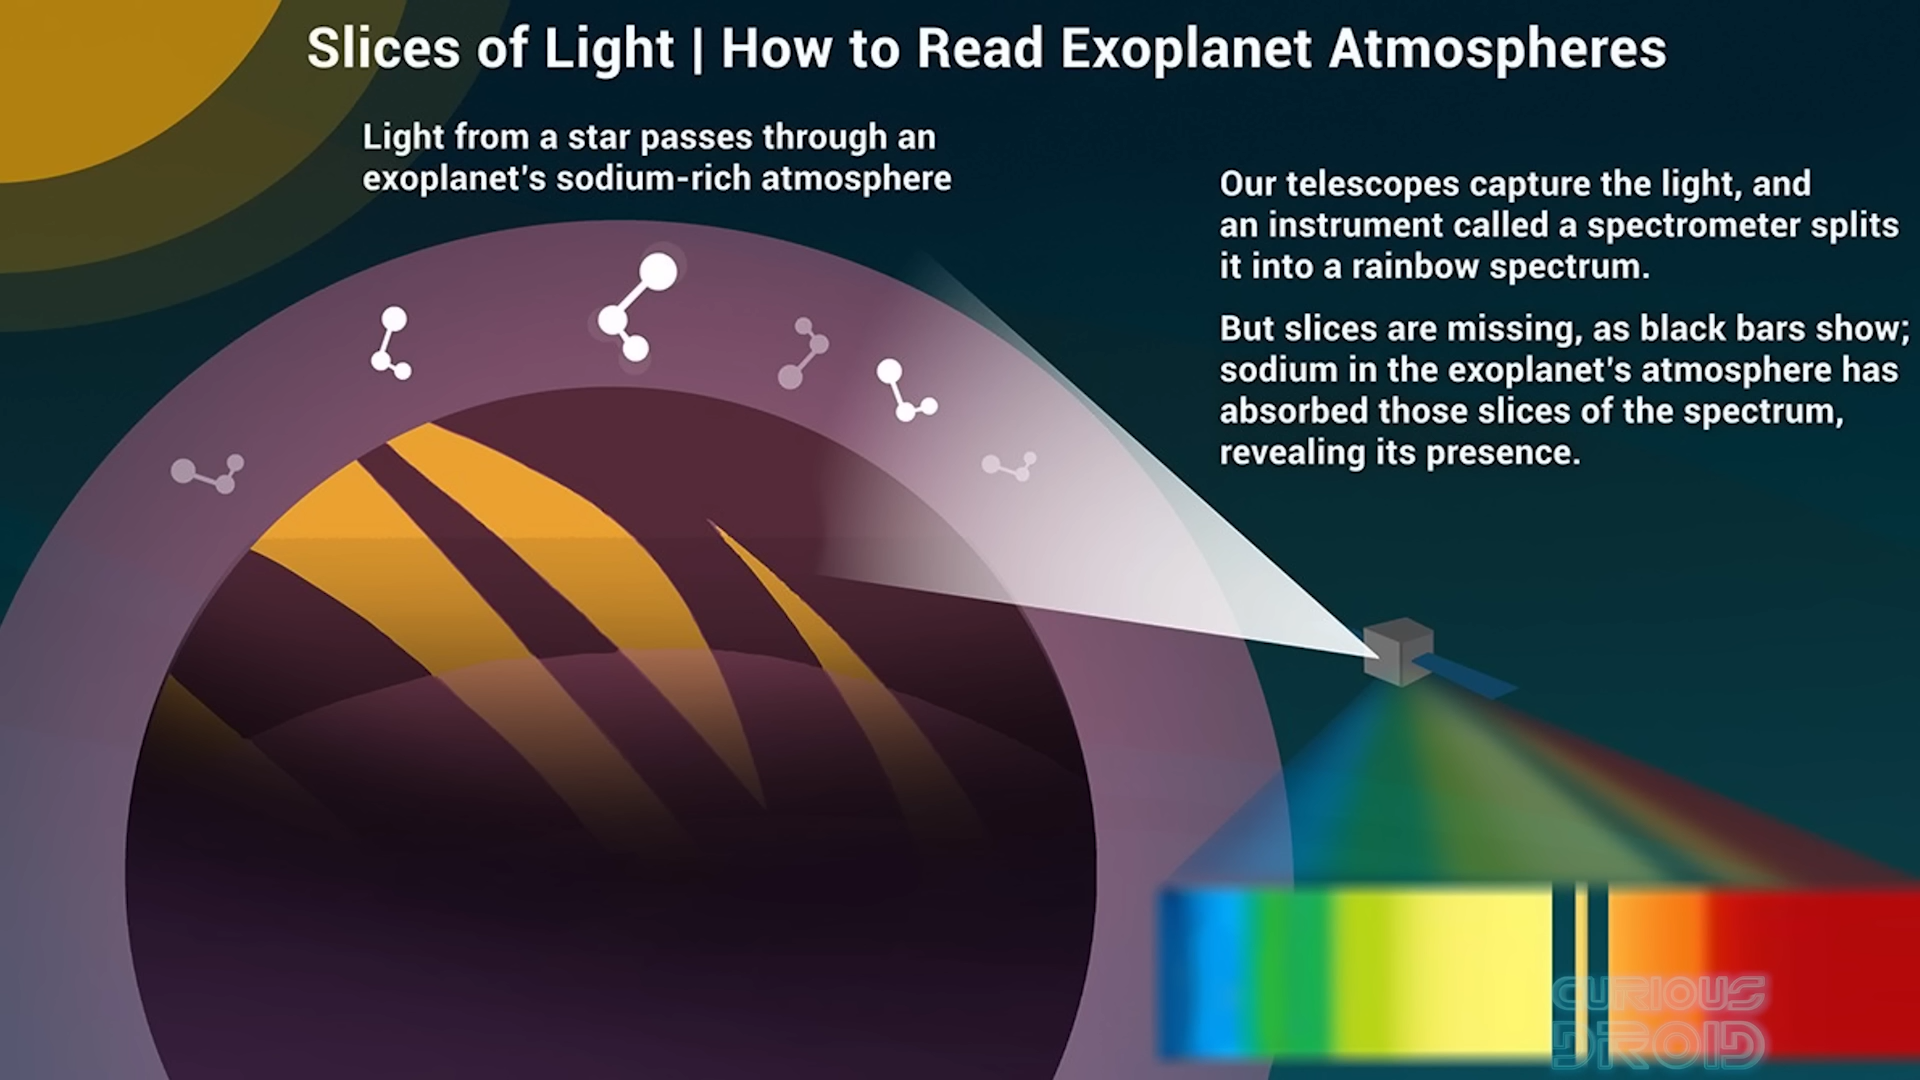 Slices of Light | How to Read Exoplanet Atmospheres
Light from a star passes through an
exoplanet's sodium-rich atmosphere
Our telescopes capture the light, and
an instrument called a spectrometer splits
it into a rainbow spectrum.
But slices are missing, as black bars show;
sodium in the exoplanet's atmosphere has
absorbed those slices of the spectrum,
revealing its presence.
CURIOUS
DROID